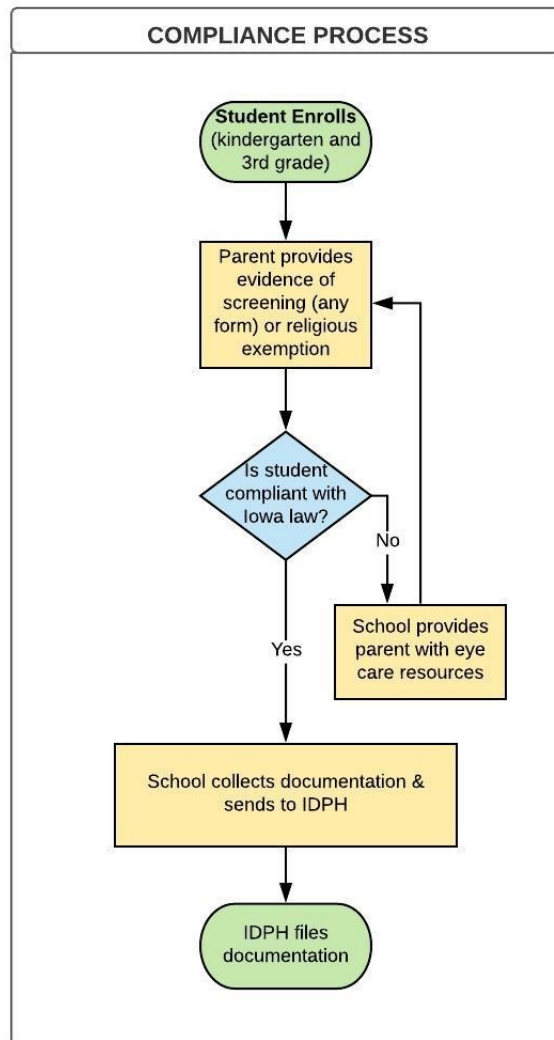 COMPLIANCE PROCESS
Student Enrolls
(kindergarten and
3rd grade)
Parent provides
evidence of
screening (any
form) or religious
exemption
Is student
compliant with
Iowa law?
No
School provides
parent with eye
care resources
Yes
School collects documentation &
sends to IDPH
IDPH files
documentation